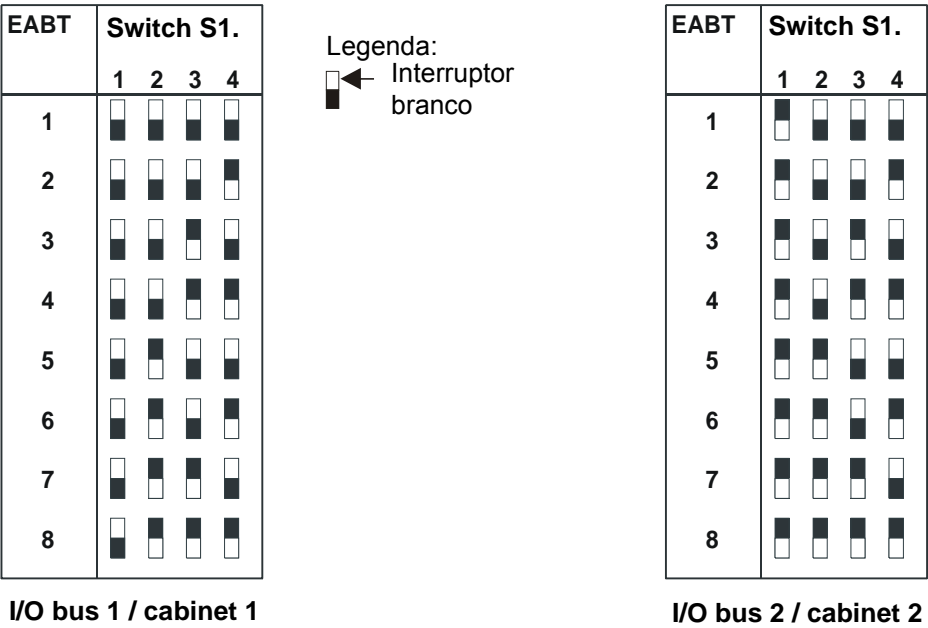 EABT Switch S1.
1 2 3 4
1
2
3
4
5
6
7
8
I/O bus 1 / cabinet 1
Legenda:
Interruptor
branco
EABT Switch S1.
1 2 3 4
1
2
3
4
5
6
7
8
I/O bus 2 / cabinet 2